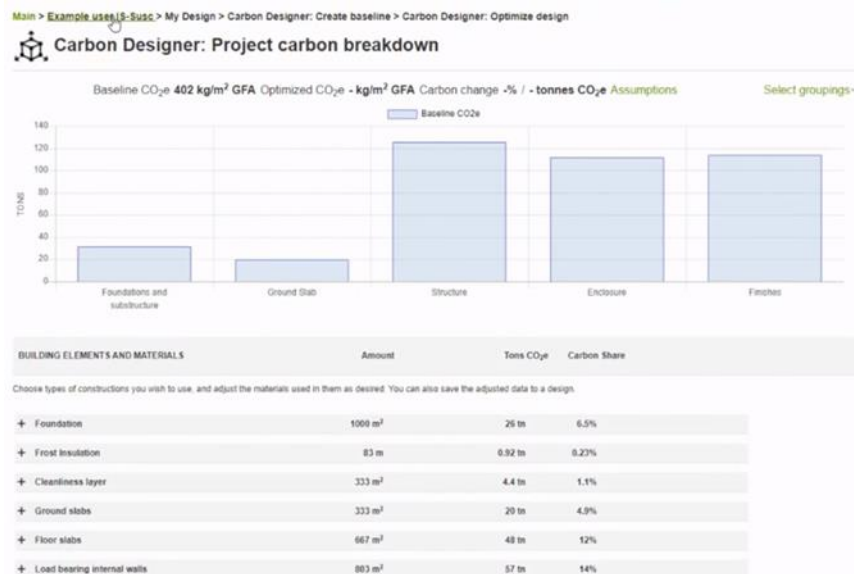 Main > Example uses IS-Susc > My Design > Carbon Designer: Create baseline > Carbon Designer: Optimize design
Carbon Designer: Project carbon breakdown
Baseline CO₂e 402 kg/m² GFA Optimized CO₂e - kg/m² GFA Carbon change -% / - tonnes CO₂e Assumptions
Select groupings
Baseline CO2e
140
120
100
80
60
40
20
0
TONS
Foundations and substructure
Ground Slab
Structure
Enclosure
Finishes
BUILDING ELEMENTS AND MATERIALS Amount Tons CO₂e Carbon Share
Choose types of constructions you wish to use, and adjust the materials used in them as desired. You can also save the adjusted data to a design.
+ Foundation 1000 m² 26 tn 6.5%
+ Frost Insulation 83 m 0.92 tn 0.23%
+ Cleanliness layer 333 m² 4.4 tn 1.1%
+ Ground slabs 333 m² 20 tn 4.9%
+ Floor slabs 667 m² 48 tn 12%
+ Load bearing internal walls 803 m² 57 tn 14%